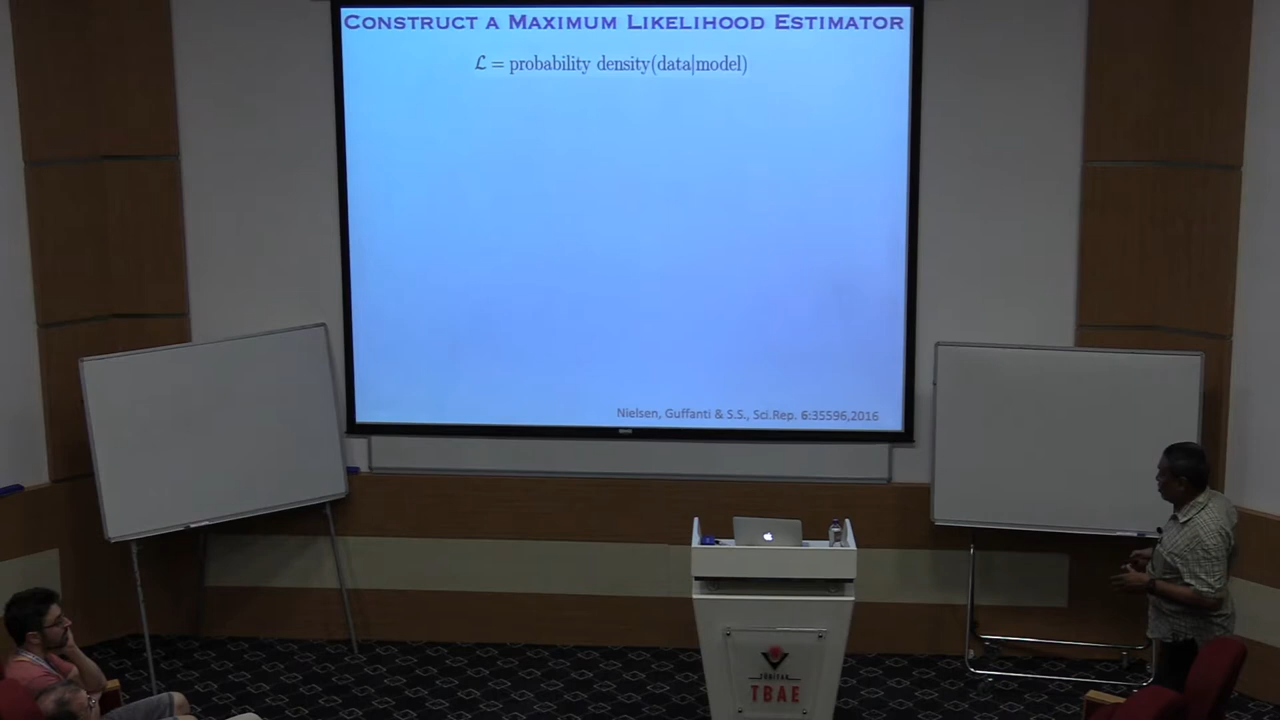 CONSTRUCT A MAXIMUM LIKELIHOOD ESTIMATOR
ℒ = probability density(data|model)
Nielsen, Guffanti & S.S., Sci.Rep. 6:35596,2016
TÜBİTAK
TBAE